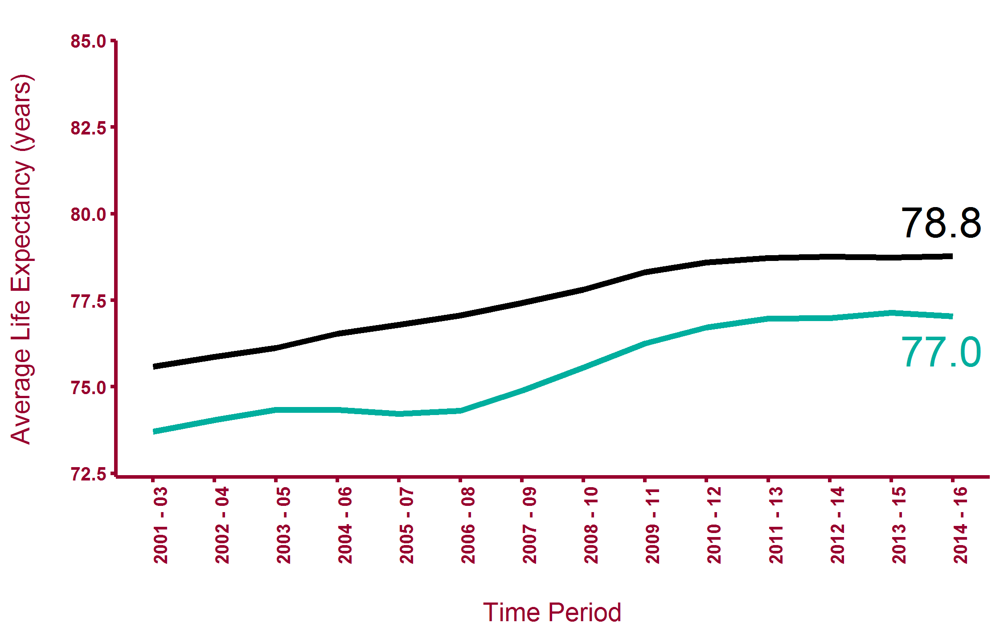 Average Life Expectancy (years)
85.0
82.5
80.0
77.5
75.0
72.5
78.8
77.0
2001 - 03
2002 - 04
2003 - 05
2004 - 06
2005 - 07
2006 - 08
2007 - 09
2008 - 10
2009 - 11
2010 - 12
2011 - 13
2012 - 14
2013 - 15
2014 - 16
Time Period